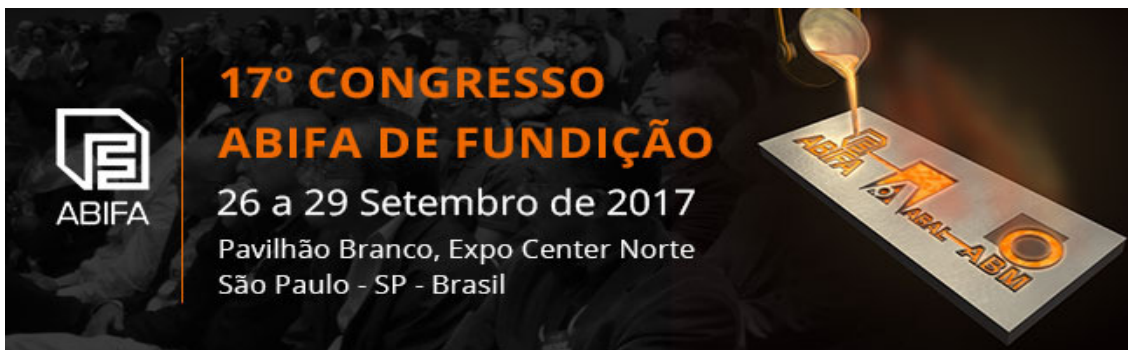 ABIFA
17º CONGRESSO
ABIFA DE FUNDIÇÃO
26 a 29 Setembro de 2017
Pavilhão Branco, Expo Center Norte
São Paulo - SP - Brasil
ABIFA
ABAL
ABM